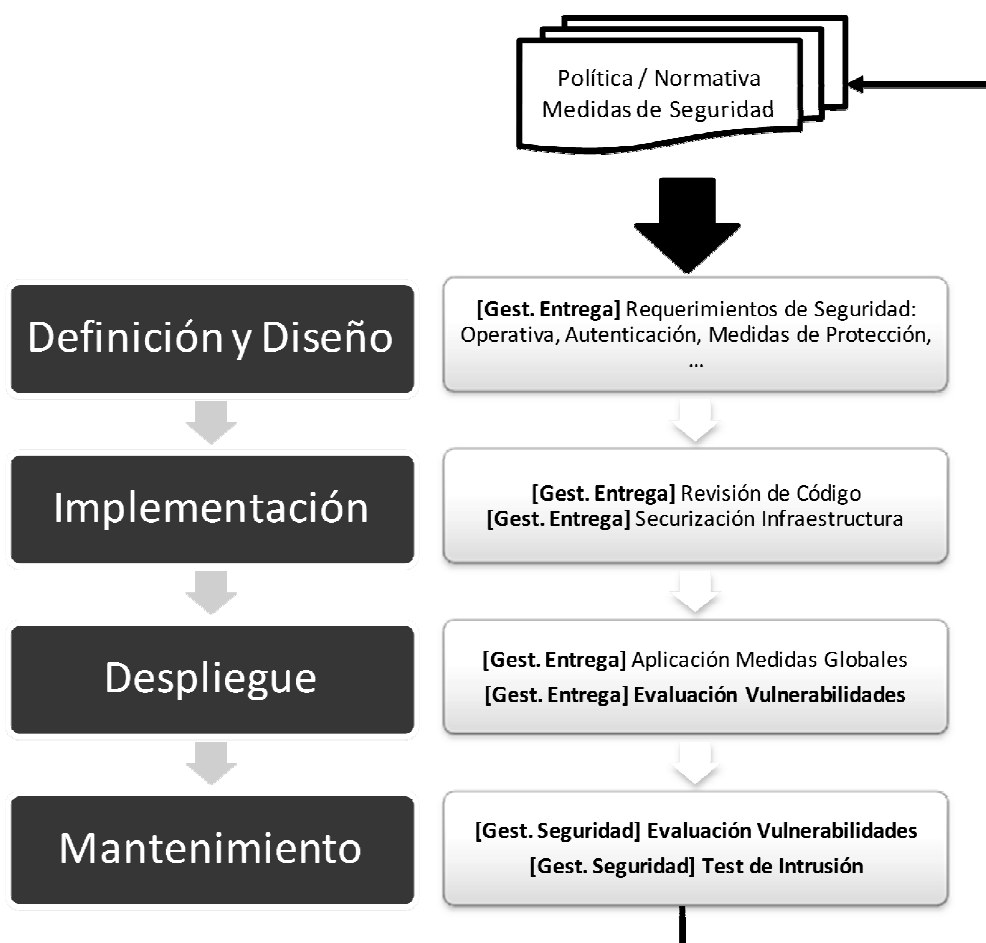 Política / Normativa
Medidas de Seguridad
Definición y Diseño
[Gest. Entrega] Requerimientos de Seguridad:
Operativa, Autenticación, Medidas de Protección,
...
Implementación
[Gest. Entrega] Revisión de Código
[Gest. Entrega] Securización Infraestructura
Despliegue
[Gest. Entrega] Aplicación Medidas Globales
[Gest. Entrega] Evaluación Vulnerabilidades
Mantenimiento
[Gest. Seguridad] Evaluación Vulnerabilidades
[Gest. Seguridad] Test de Intrusión